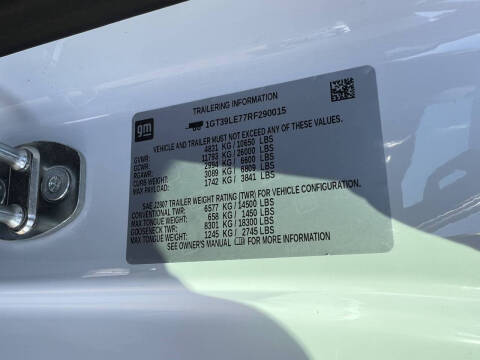 TRAILERING INFORMATION
gm
1GT39LE77RF290015
VEHICLE AND TRAILER MUST NOT EXCEED ANY OF THESE VALUES.
GVWR: 4831 KG / 10650 LBS
GCWR: 11793 KG / 26000 LBS
GAWR: 2994 KG / 6600 LBS
RGAWR: 3089 KG / 6809 LBS
CURB WEIGHT:
MAX PAYLOAD: 1742 KG / 3841 LBS
SAE J2807 TRAILER WEIGHT RATING (TWR) FOR VEHICLE CONFIGURATION.
CONVENTIONAL TWR: 6577 KG / 14500 LBS
MAX TONGUE WEIGHT: 658 KG / 1450 LBS
GOOSENECK TWR: 8301 KG / 18300 LBS
MAX TONGUE WEIGHT: 1245 KG / 2745 LBS
SEE OWNER'S MANUAL FOR MORE INFORMATION